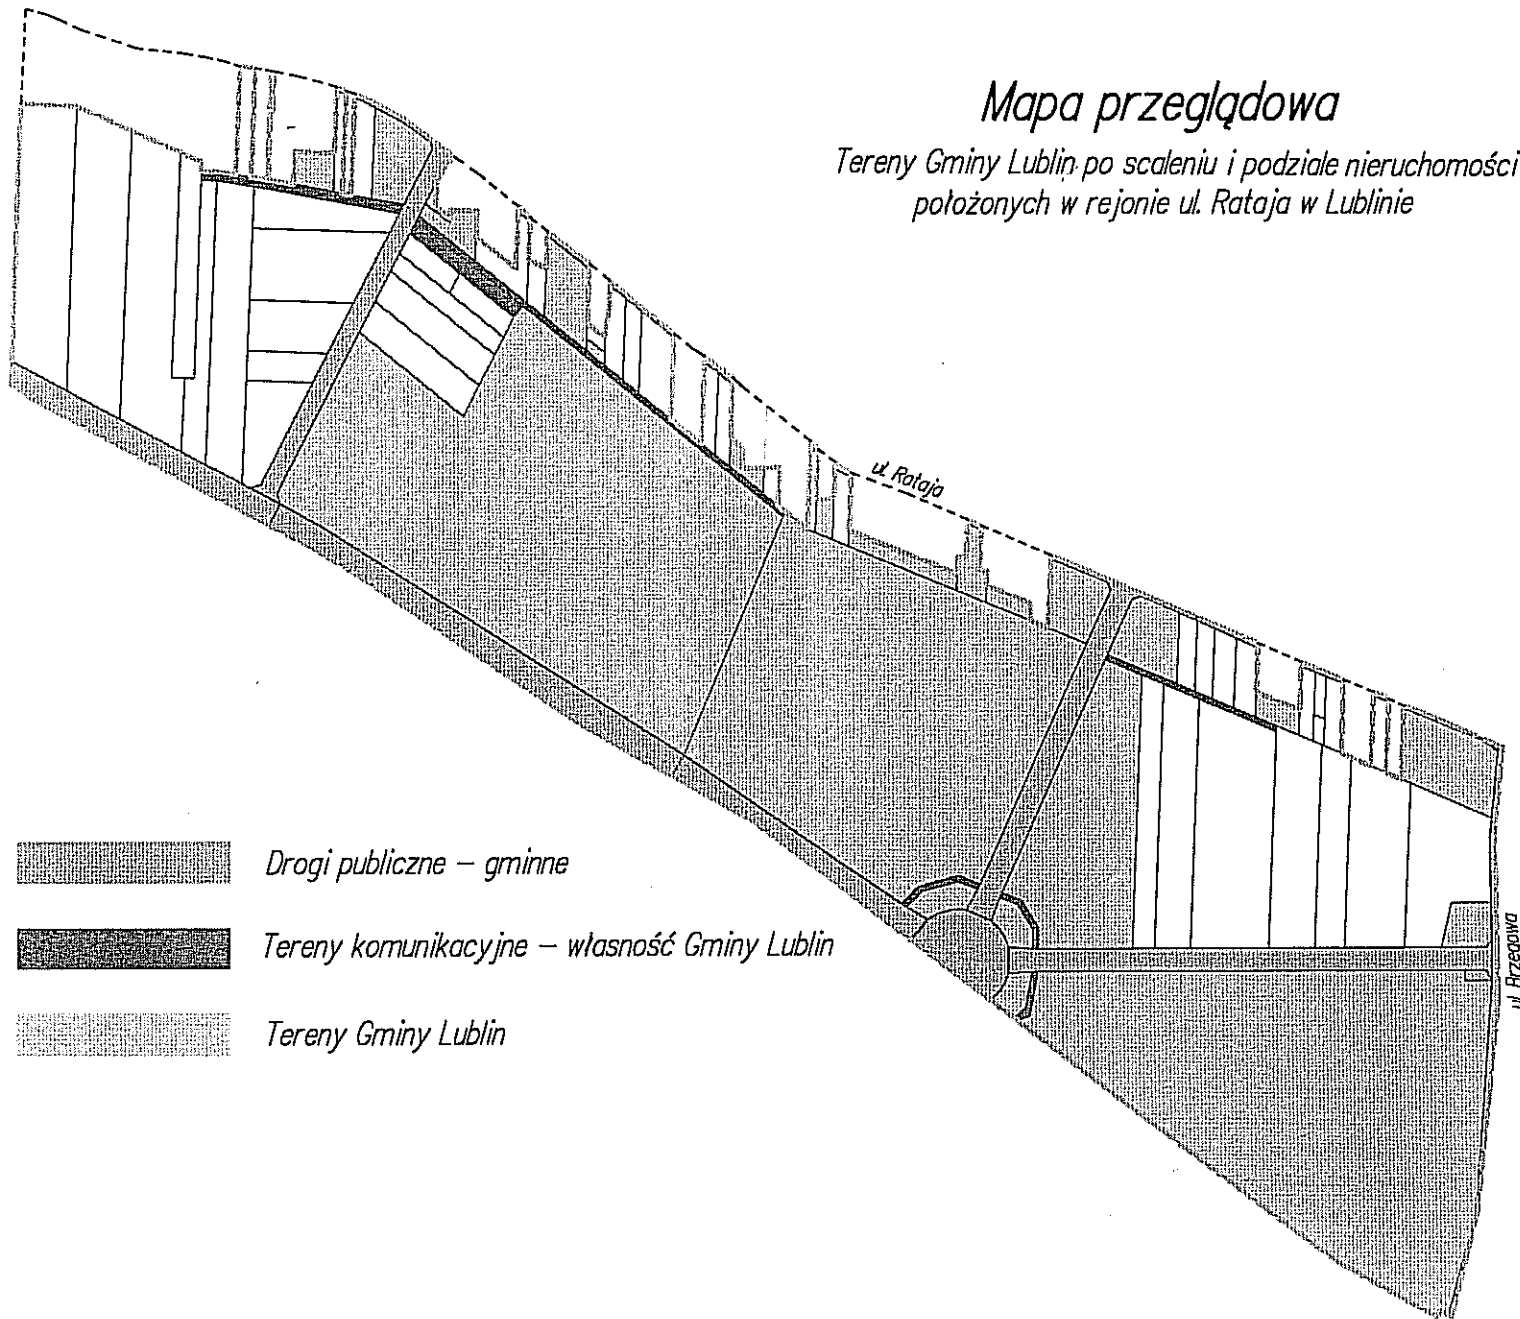 Mapa przeglądowa
Tereny Gminy Lublin po scaleniu i podziale nieruchomości
położonych w rejonie ul. Rataja w Lublinie
ul. Rataja
Drogi publiczne – gminne
Tereny komunikacyjne – własność Gminy Lublin
Tereny Gminy Lublin
ul.